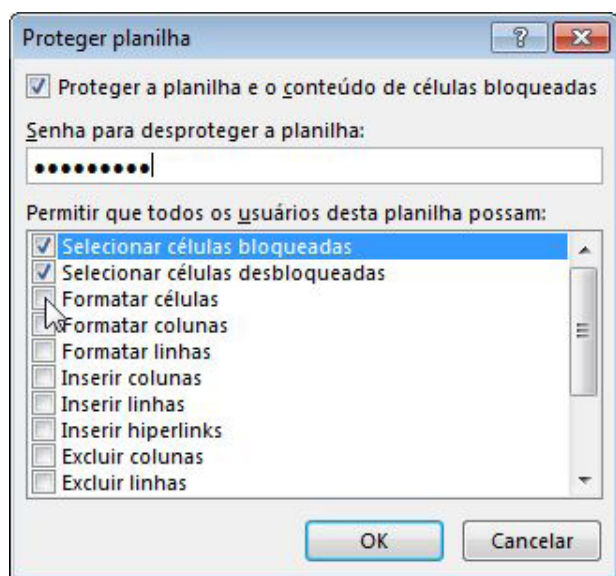 Proteger planilha
Proteger a planilha e o conteúdo de células bloqueadas
Senha para desproteger a planilha:
•••••••••
Permitir que todos os usuários desta planilha possam:
Selecionar células bloqueadas
Selecionar células desbloqueadas
Formatar células
Formatar colunas
Formatar linhas
Inserir colunas
Inserir linhas
Inserir hiperlinks
Excluir colunas
Excluir linhas
OK Cancelar